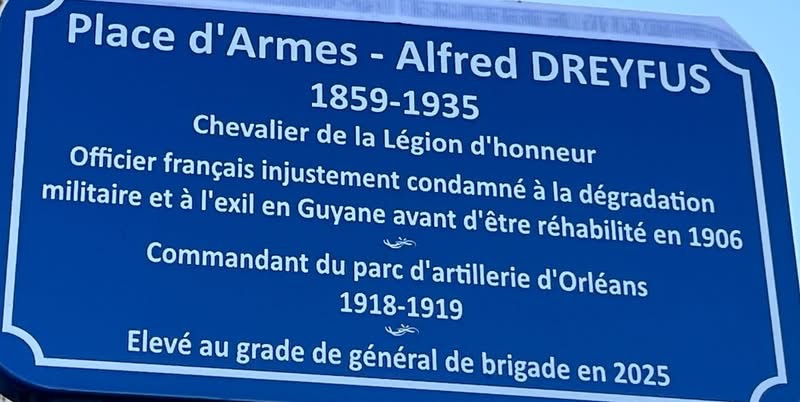 Place d'Armes - Alfred DREYFUS
1859-1935
Chevalier de la Légion d'honneur
Officier français injustement condamné à la dégradation
militaire et à l'exil en Guyane avant d'être réhabilité en 1906
Commandant du parc d'artillerie d'Orléans
1918-1919
Elevé au grade de général de brigade en 2025